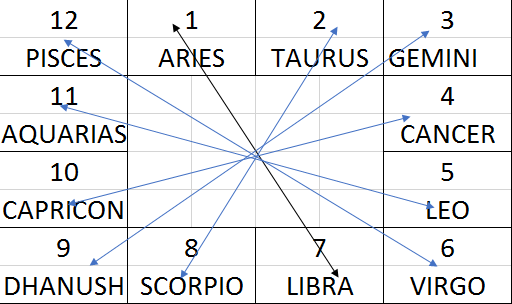 12 1 2 3
PISCES ARIES TAURUS GEMINI
11 4
AQUARIAS CANCER
10 5
CAPRICON LEO
9 8 7 6
DHANUSH SCORPIO LIBRA VIRGO